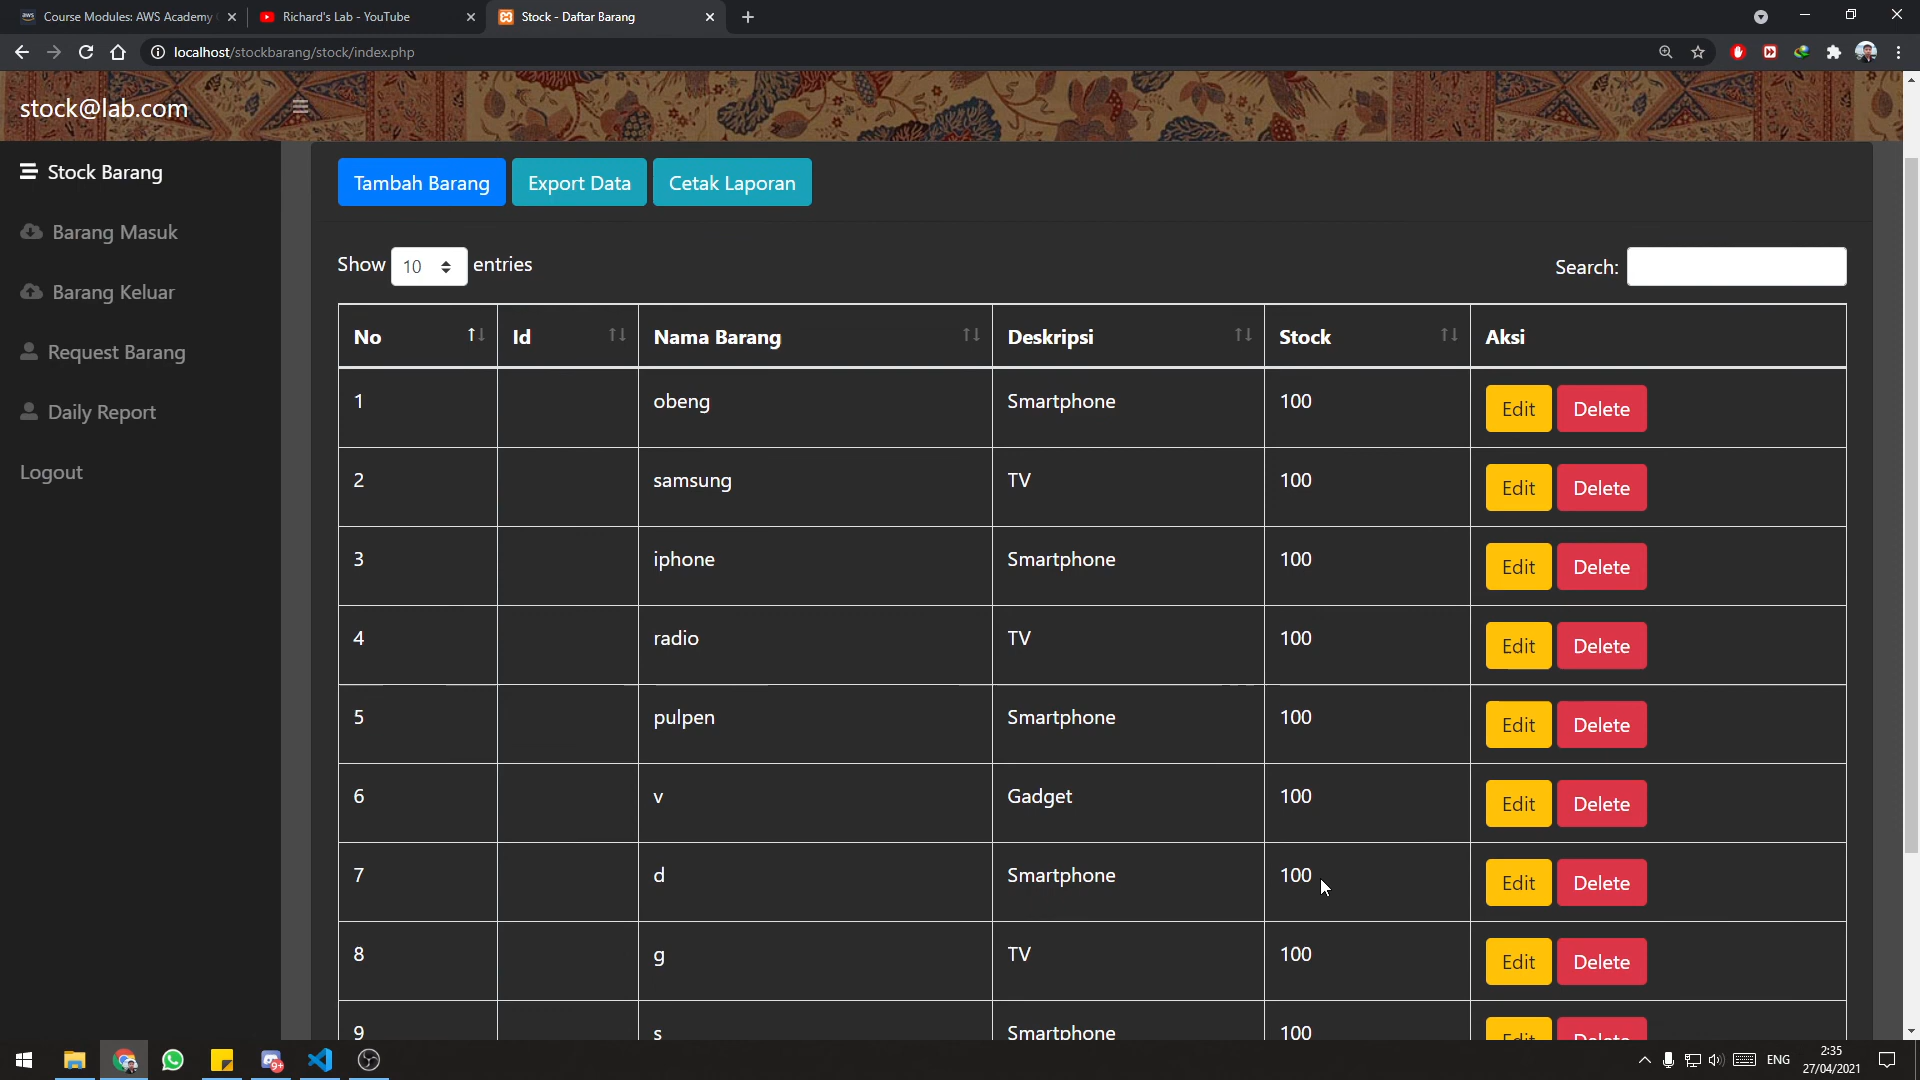 Course Modules: AWS Academy
Richard's Lab - YouTube
Stock - Daftar Barang
localhost/stockbarang/stock/index.php
stock@lab.com
Stock Barang
Barang Masuk
Barang Keluar
Request Barang
Daily Report
Logout
Tambah Barang
Export Data
Cetak Laporan
Show 10 entries
Search:
No Id Nama Barang Deskripsi Stock Aksi
1 obeng Smartphone 100 Edit Delete
2 samsung TV 100 Edit Delete
3 iphone Smartphone 100 Edit Delete
4 radio TV 100 Edit Delete
5 pulpen Smartphone 100 Edit Delete
6 v Gadget 100 Edit Delete
7 d Smartphone 100 Edit Delete
8 g TV 100 Edit Delete
9 s Smartphone 100 Edit Delete
ENG
2:35
27/04/2021